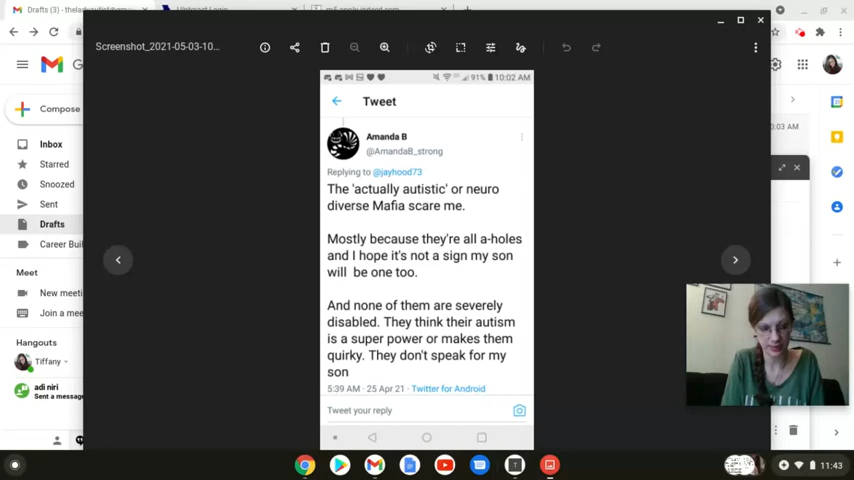 Drafts (3) - theladyaut
Screenshot_2021-05-03-10...
91% 10:02 AM
Tweet
Amanda B
@AmandaB_strong
Replying to @jayhood73
The 'actually autistic' or neuro
diverse Mafia scare me.
Mostly because they're all a-holes
and I hope it's not a sign my son
will be one too.
And none of them are severely
disabled. They think their autism
is a super power or makes them
quirky. They don't speak for my
son
5:39 AM · 25 Apr 21 · Twitter for Android
Tweet your reply
Compose
Inbox
Starred
Snoozed
Sent
Drafts
Career Buil
Meet
New meeti
Join a mee
Hangouts
Tiffany
adi niri
Sent a message
:03 AM
11:43